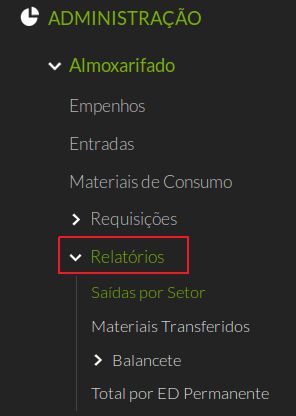 ADMINISTRAÇÃO
Almoxarifado
Empenhos
Entradas
Materiais de Consumo
Requisições
Relatórios
Saídas por Setor
Materiais Transferidos
Balancete
Total por ED Permanente